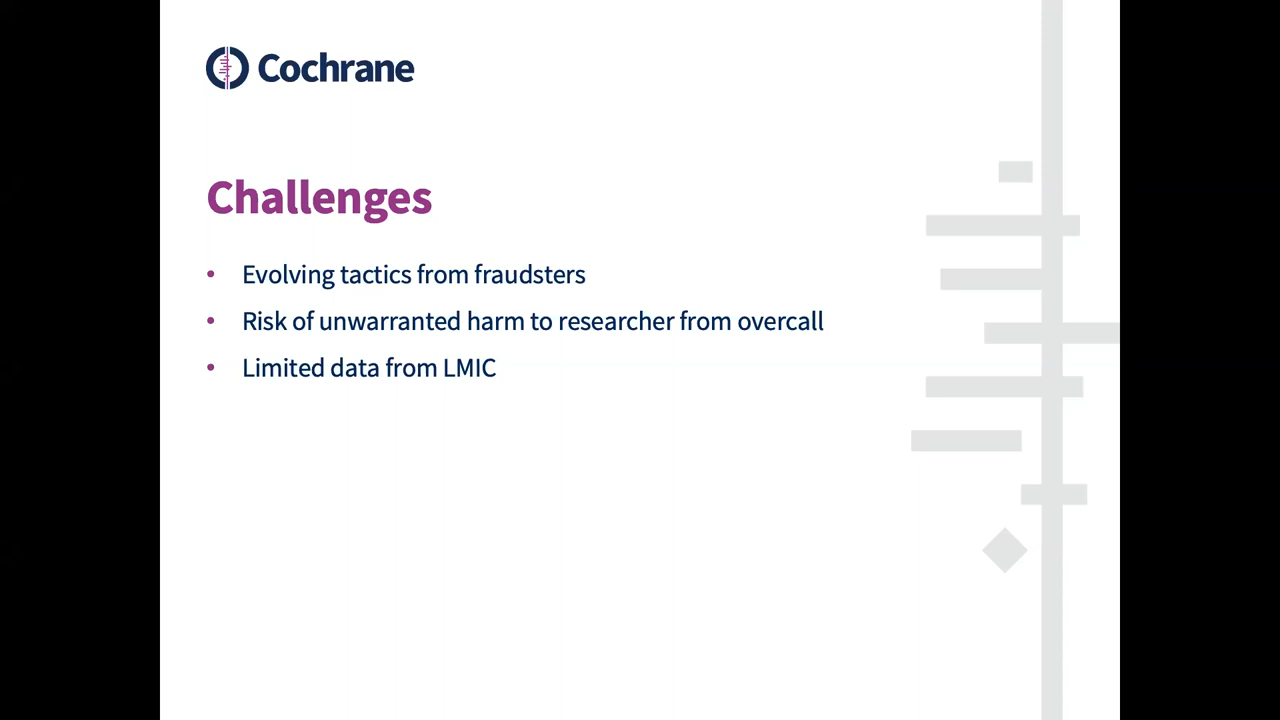 Cochrane
Challenges
• Evolving tactics from fraudsters
• Risk of unwarranted harm to researcher from overcall
• Limited data from LMIC